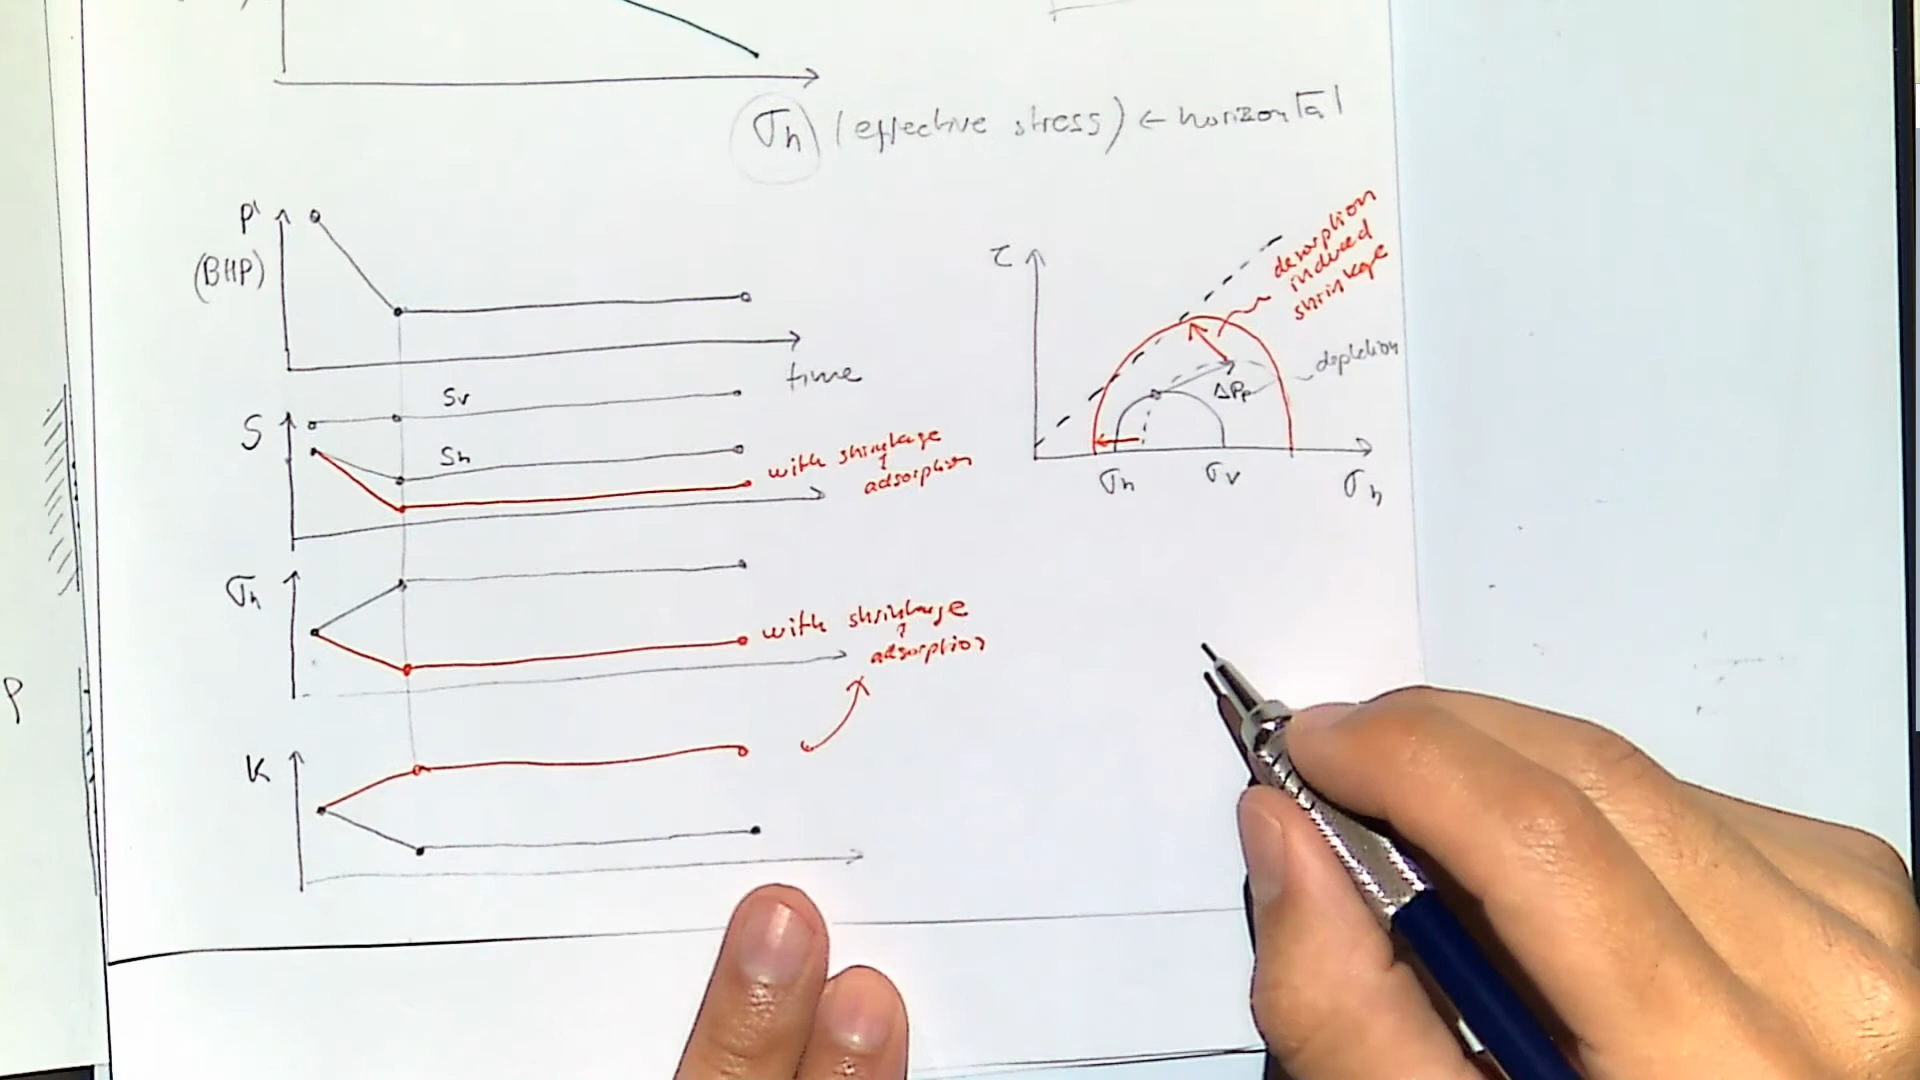 σh (effective stress) ← horizontal
P'
(BHP)
time
S
Sv
Sh
with shrinkage
adsorption
σh
with shrinkage
adsorption
K
τ
desorption
induced
shrinkage
depletion
ΔPp
σh
σv
σh
P